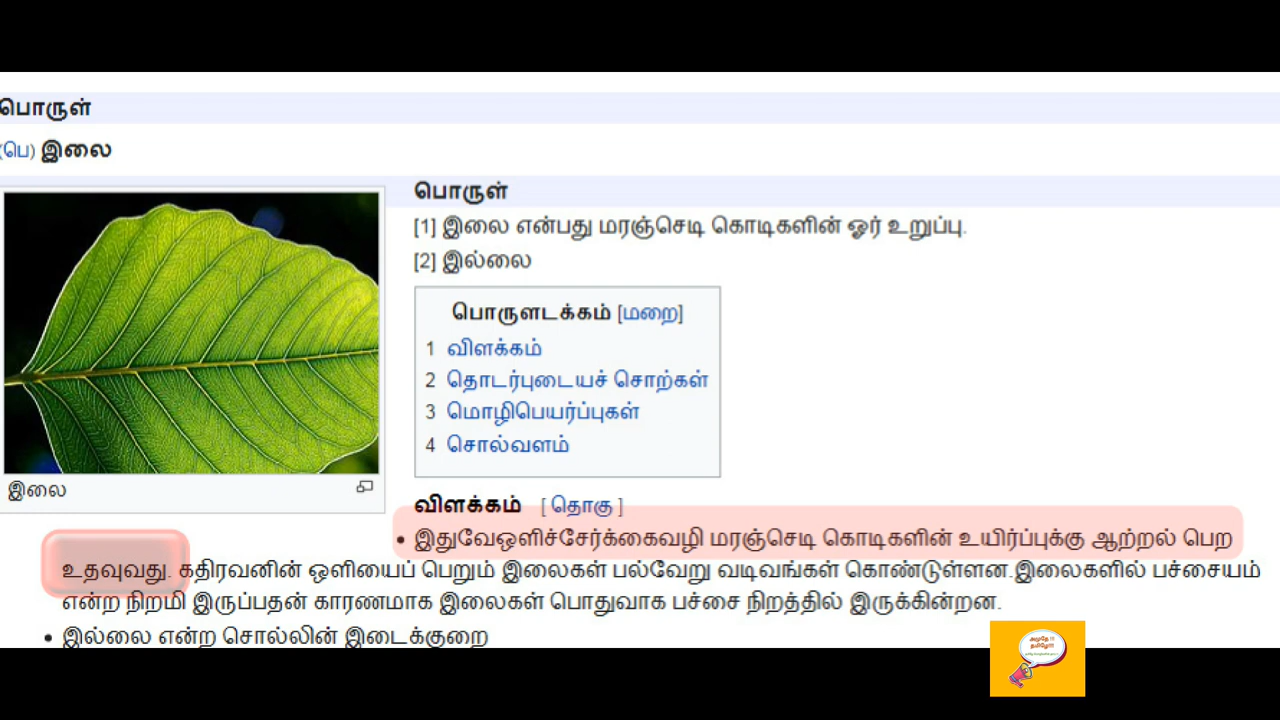 பொருள்
(பெ) இலை
பொருள்
[1] இலை என்பது மரஞ்செடி கொடிகளின் ஓர் உறுப்பு.
[2] இல்லை
பொருளடக்கம் [மறை]
1 விளக்கம்
2 தொடர்புடையச் சொற்கள்
3 மொழிபெயர்ப்புகள்
4 சொல்வளம்
இலை
விளக்கம் [ தொகு ]
• இதுவேஒளிச்சேர்க்கைவழி மரஞ்செடி கொடிகளின் உயிர்ப்புக்கு ஆற்றல் பெற
உதவுவது. கதிரவனின் ஒளியைப் பெறும் இலைகள் பல்வேறு வடிவங்கள் கொண்டுள்ளன.இலைகளில் பச்சையம்
என்ற நிறமி இருப்பதன் காரணமாக இலைகள் பொதுவாக பச்சை நிறத்தில் இருக்கின்றன.
• இல்லை என்ற சொல்லின் இடைக்குறை
அமுதே !!
தமிழே!!!